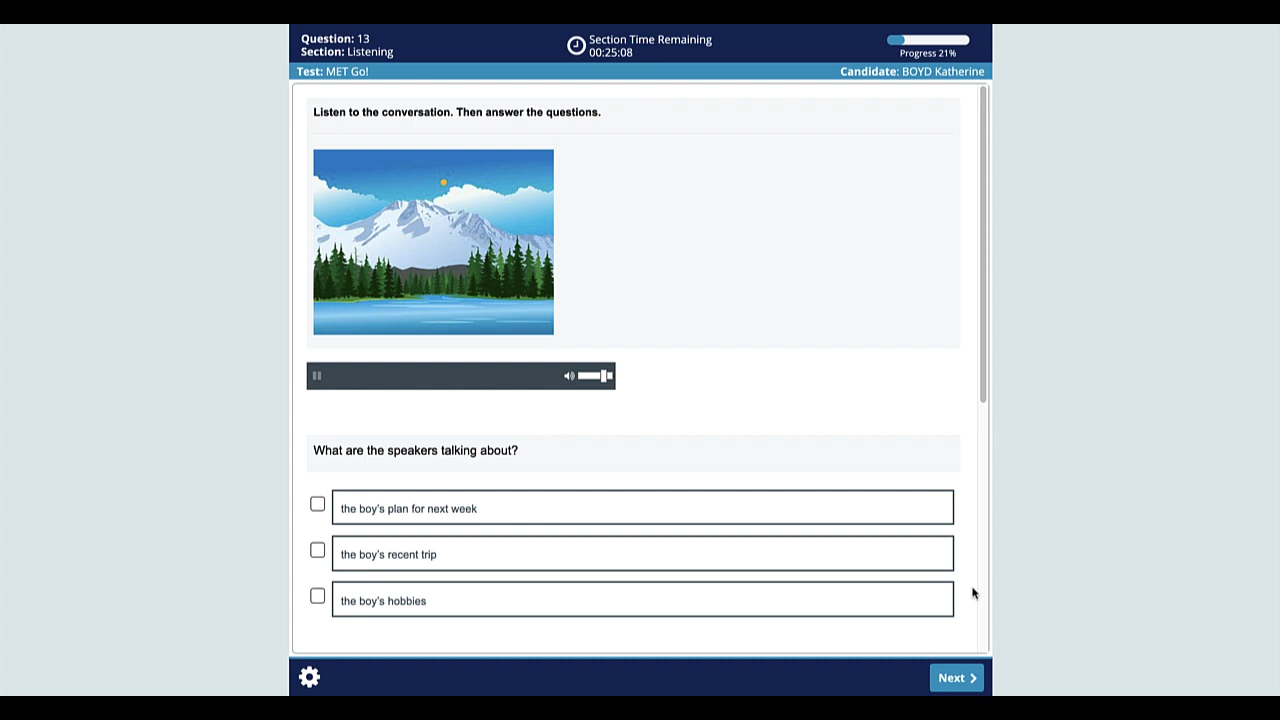 Question: 13
Section: Listening
Section Time Remaining
00:25:08
Progress 21%
Test: MET Go!
Candidate: BOYD Katherine
Listen to the conversation. Then answer the questions.
What are the speakers talking about?
the boy's plan for next week
the boy's recent trip
the boy's hobbies
Next